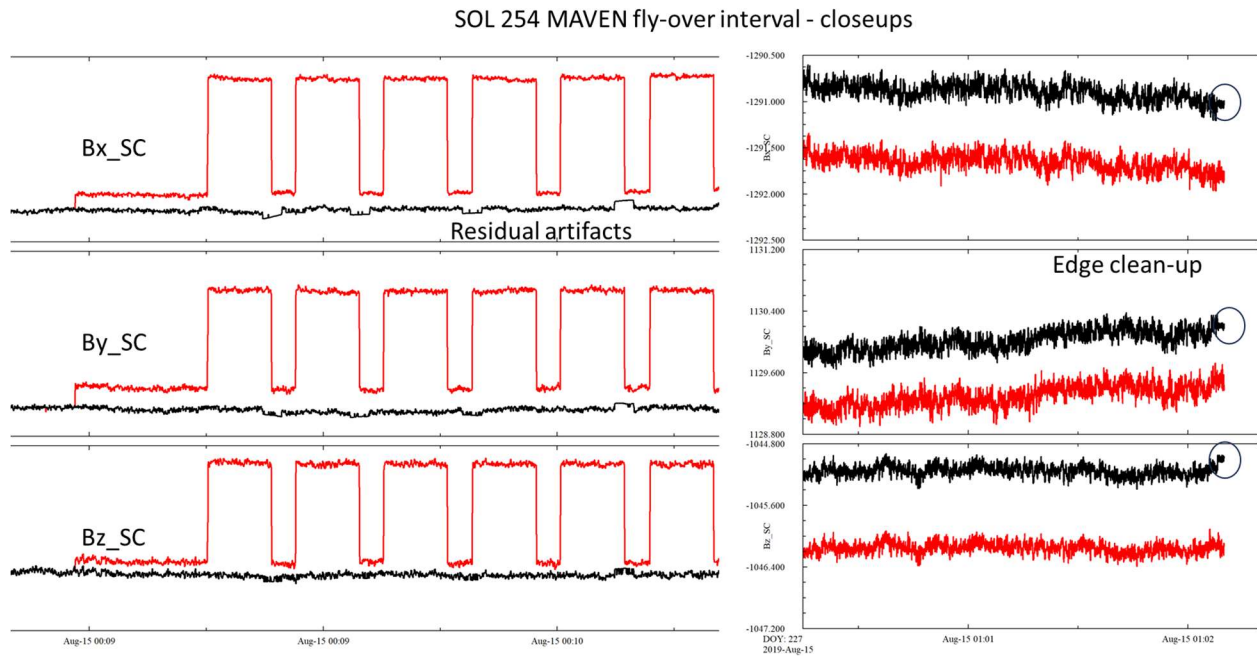 SOL 254 MAVEN fly-over interval - closeups
Bx_SC
Residual artifacts
By_SC
Bz_SC
Aug-15 00:09
Aug-15 00:09
Aug-15 00:10
-1290.500
-1291.000
-1291.500
-1292.000
-1292.500
Bx_SC
1131.200
Edge clean-up
1130.400
1129.600
1128.800
By_SC
-1044.800
-1045.600
-1046.400
-1047.200
Bz_SC
DOY: 227
2019-Aug-15
Aug-15 01:01
Aug-15 01:02